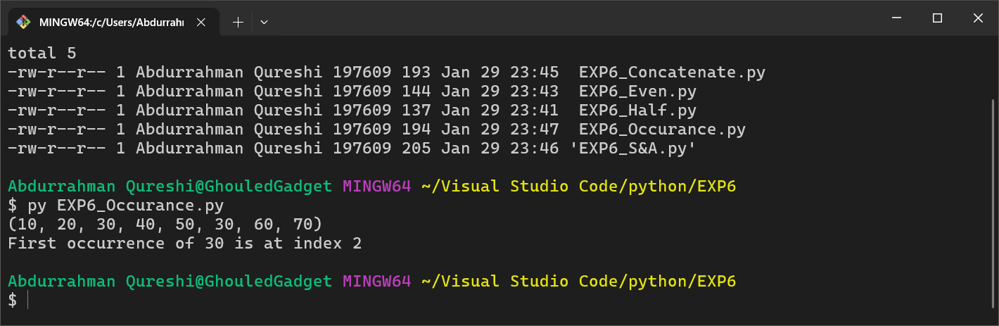 MINGW64:/c/Users/Abdurrahı
total 5
-rw-r--r-- 1 Abdurrahman Qureshi 197609 193 Jan 29 23:45  EXP6_Concatenate.py
-rw-r--r-- 1 Abdurrahman Qureshi 197609 144 Jan 29 23:43  EXP6_Even.py
-rw-r--r-- 1 Abdurrahman Qureshi 197609 137 Jan 29 23:41  EXP6_Half.py
-rw-r--r-- 1 Abdurrahman Qureshi 197609 194 Jan 29 23:47  EXP6_Occurance.py
-rw-r--r-- 1 Abdurrahman Qureshi 197609 205 Jan 29 23:46 'EXP6_S&A.py'
Abdurrahman Qureshi@GhouledGadget MINGW64 ~/Visual Studio Code/python/EXP6
$ py EXP6_Occurance.py
(10, 20, 30, 40, 50, 30, 60, 70)
First occurrence of 30 is at index 2
Abdurrahman Qureshi@GhouledGadget MINGW64 ~/Visual Studio Code/python/EXP6
$